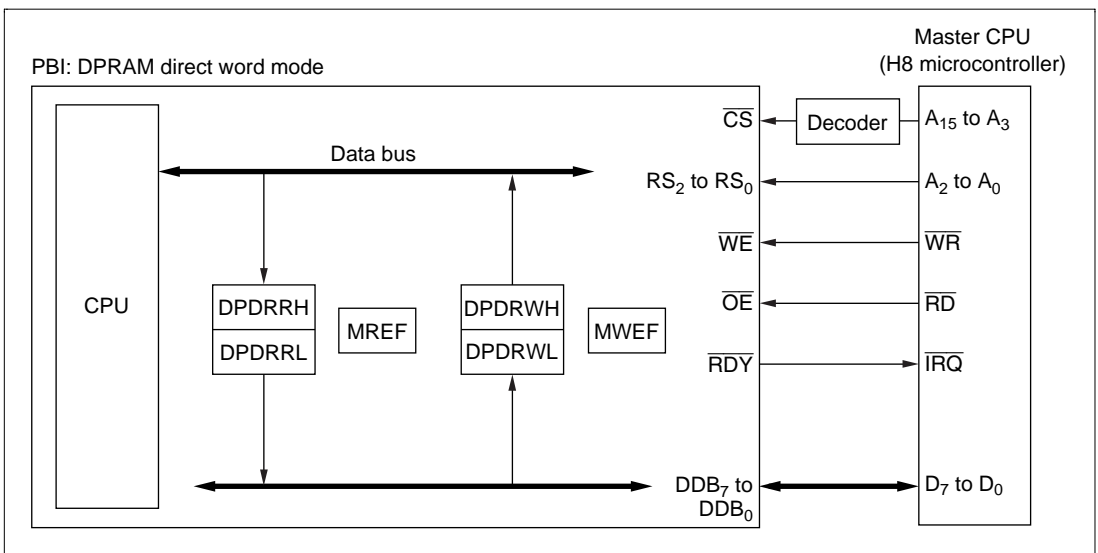 Master CPU
(H8 microcontroller)
PBI: DPRAM direct word mode
CS
Decoder
A15 to A3
Data bus
RS2 to RS0
A2 to A0
WE
WR
CPU
DPDRRH
DPDRRL
MREF
DPDRWH
DPDRWL
MWEF
OE
RD
RDY
IRQ
DDB7 to
DDB0
D7 to D0